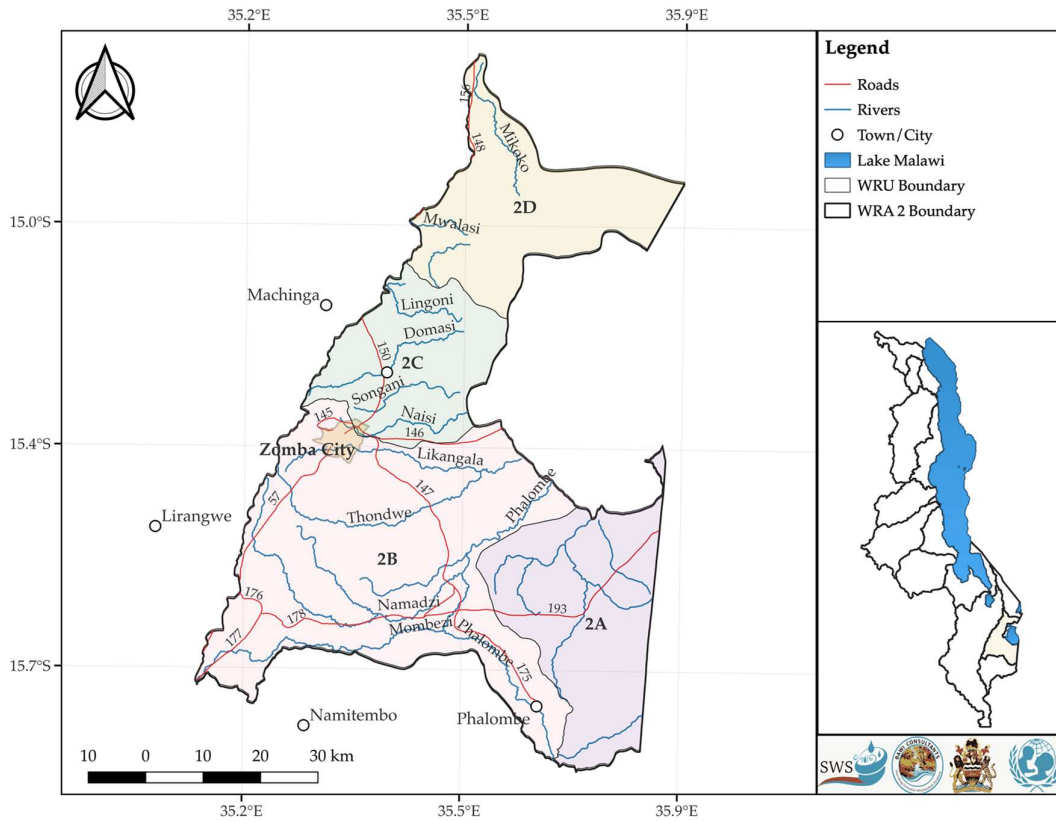 35.2°E
35.5°E
35.9°E
Legend
Roads
Rivers
Town/City
Lake Malawi
WRU Boundary
WRA 2 Boundary
156
148
Mikoko
2D
15.0°S
Mwalasi
Machinga
Lingoni
Domasi
150
2C
Songani
Naisi
145
146
15.4°S
Zomba City
Likangala
57
147
Phalombe
Lirangwe
Thondwe
2B
176
178
Namadzi
193
177
Mombezi
2A
Phalombe
175
15.7°S
Namitembo
Phalombe
10 0 10 20 30 km
35.2°E
35.5°E
35.9°E
SWS